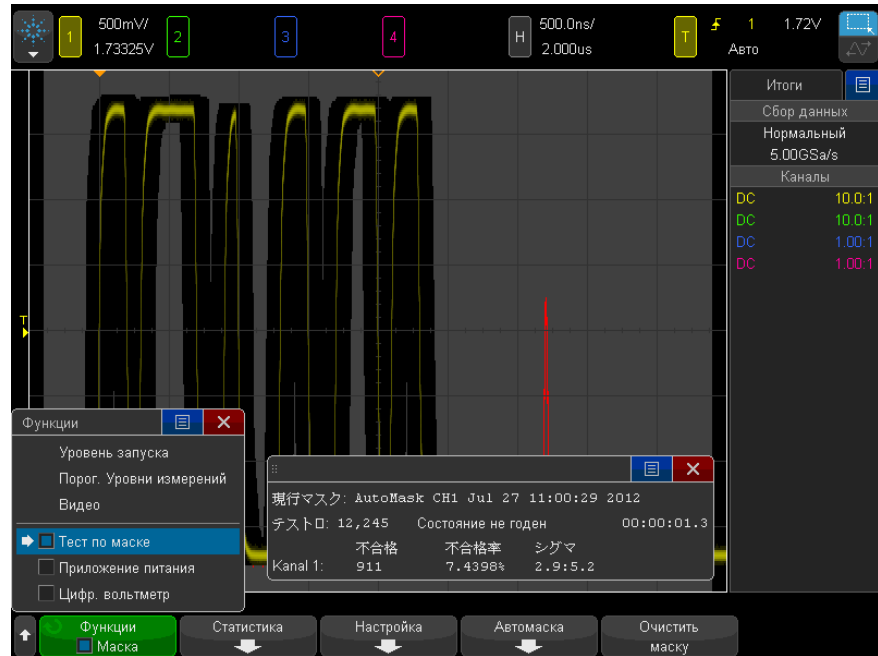 1 500mV/ 1.73325V
2
3
4
H 500.0ns/ 2.000us
T 1 1.72V
Авто
Итоги
Сбор данных
Нормальный
5.00GSa/s
Каналы
DC 10.0:1
DC 10.0:1
DC 1.00:1
DC 1.00:1
T
Функции
Уровень запуска
Порог. Уровни измерений
Видео
Тест по маске
Приложение питания
Цифр. вольтметр
現行マスク: AutoMask CH1 Jul 27 11:00:29 2012
テストロ: 12,245 Состояние не годен 00:00:01.3
不合格 不合格率 シグマ
Kanal 1: 911 7.4398% 2.9:5.2
Функции
Маска
Статистика
Настройка
Автомаска
Очистить
маску